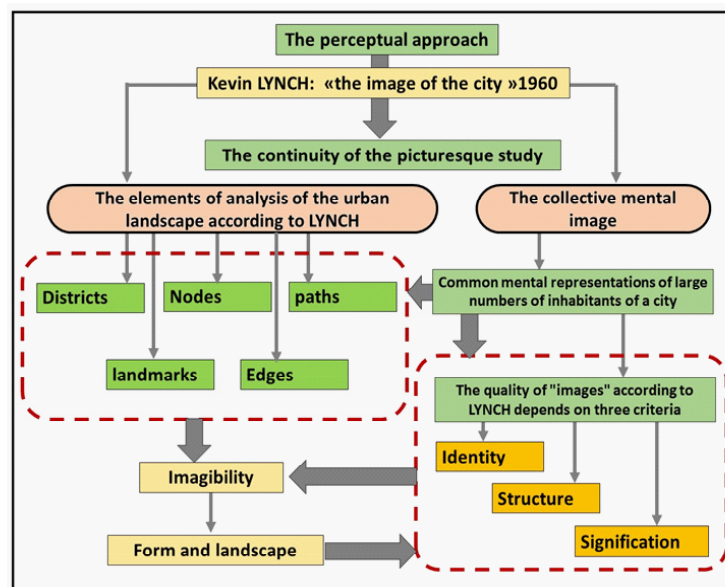 The perceptual approach
Kevin LYNCH: «the image of the city »1960
The continuity of the picturesque study
The elements of analysis of the urban
landscape according to LYNCH
The collective mental
image
Districts
Nodes
paths
landmarks
Edges
Common mental representations of large
numbers of inhabitants of a city
The quality of "images" according to
LYNCH depends on three criteria
Identity
Structure
Signification
Imagibility
Form and landscape